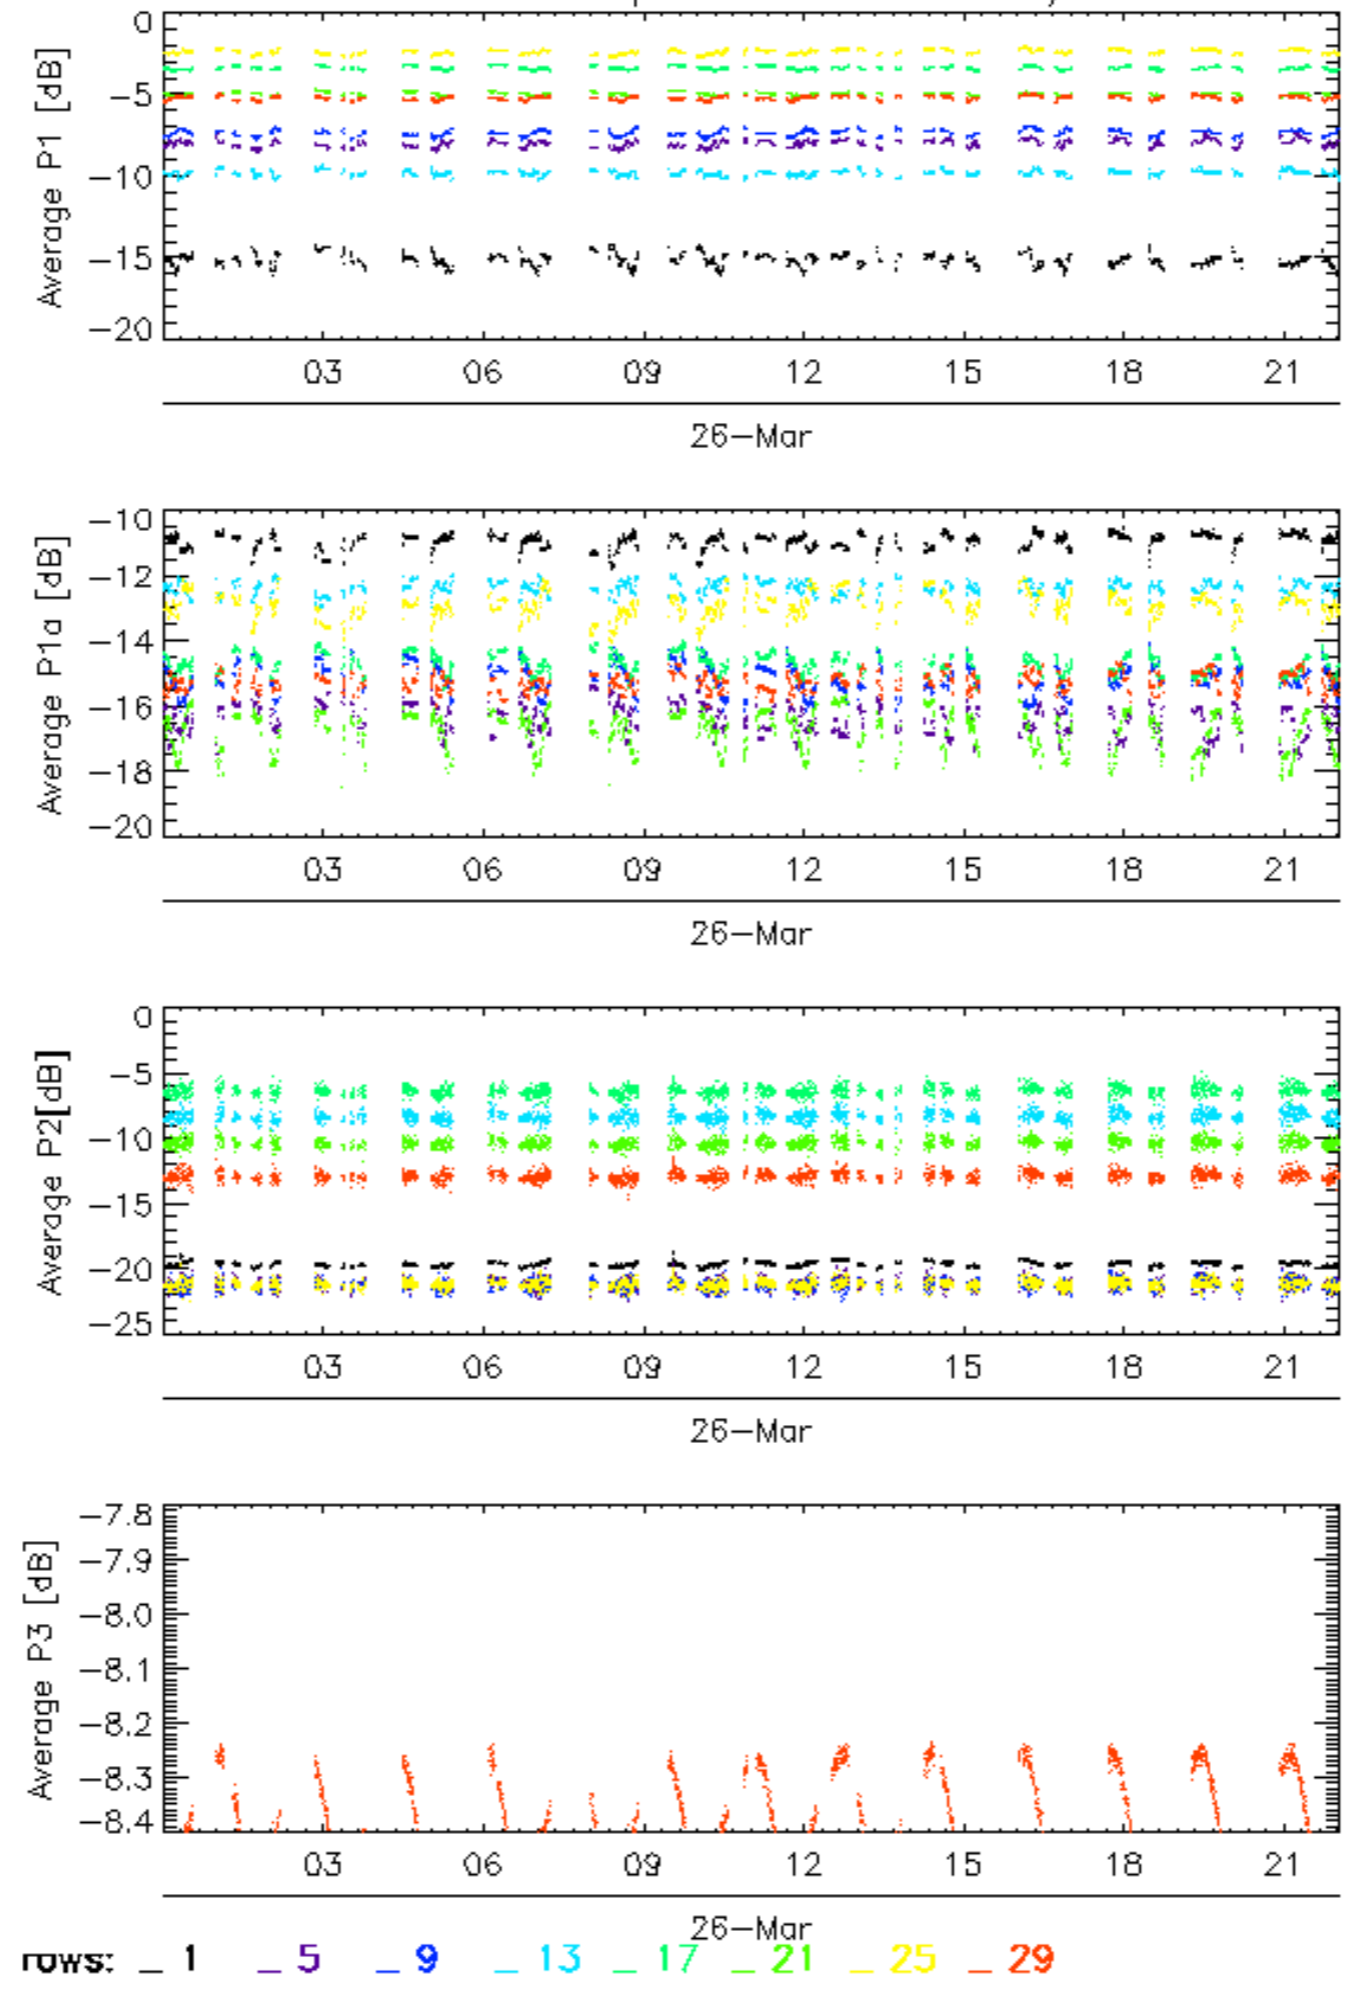 0
−5
−10
−15
−20
Average P1 [dB]
03 06 09 12 15 18 21
26−Mar
−10
−12
−14
−16
−18
−20
Average P1a [dB]
03 06 09 12 15 18 21
26−Mar
0
−5
−10
−15
−20
−25
Average P2[dB]
03 06 09 12 15 18 21
26−Mar
−7.8
−7.9
−8.0
−8.1
−8.2
−8.3
−8.4
Average P3 [dB]
03 06 09 12 15 18 21
26−Mar
rows: _ 1 _ 5 _ 9 _ 13 _ 17 _ 21 _ 25 _ 29